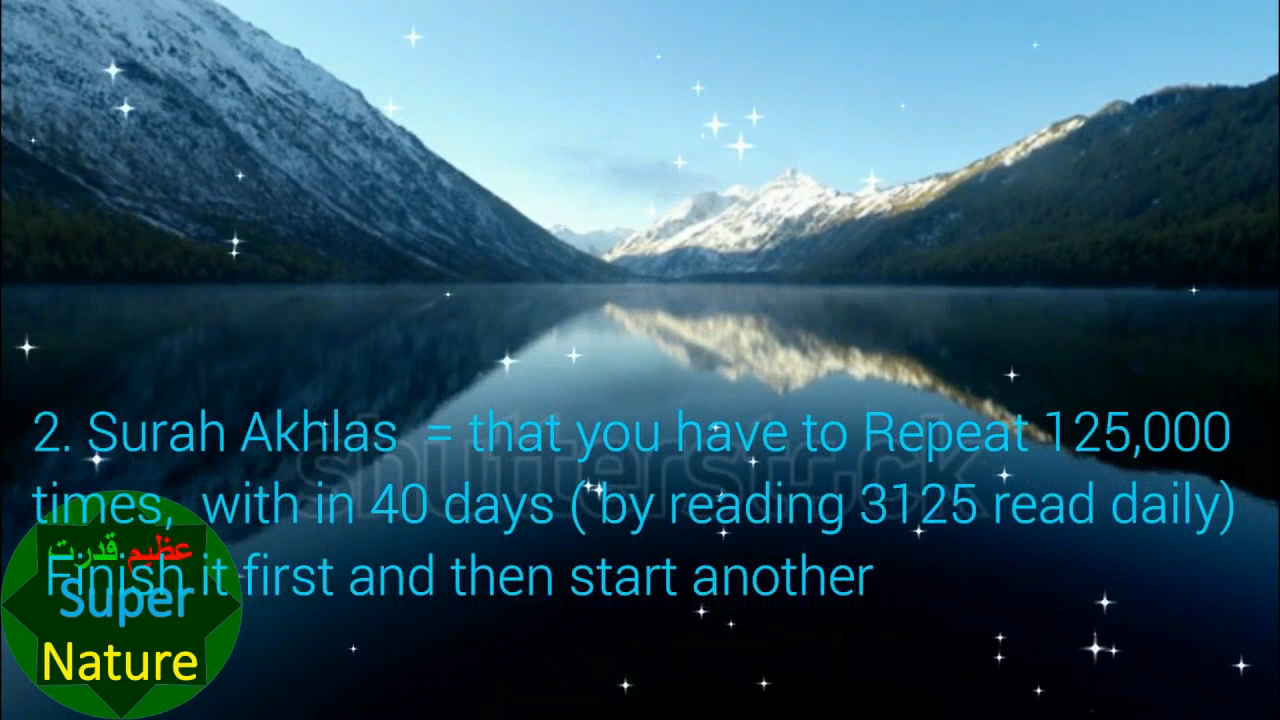 2. Surah Akhlas = that you have to Repeat 125,000
times, with in 40 days ( by reading 3125 read daily)
Finish it first and then start another
shutterstock
عظیم قدرت
Super
Nature